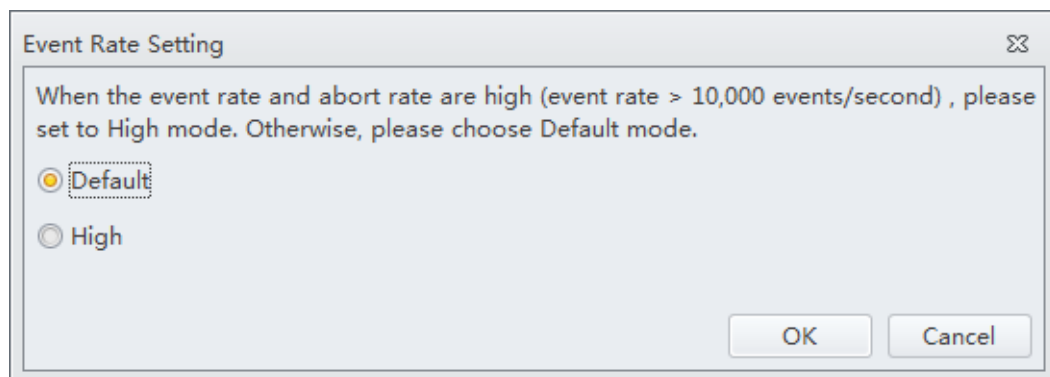 Event Rate Setting
When the event rate and abort rate are high (event rate > 10,000 events/second) , please
set to High mode. Otherwise, please choose Default mode.
Default
High
OK Cancel